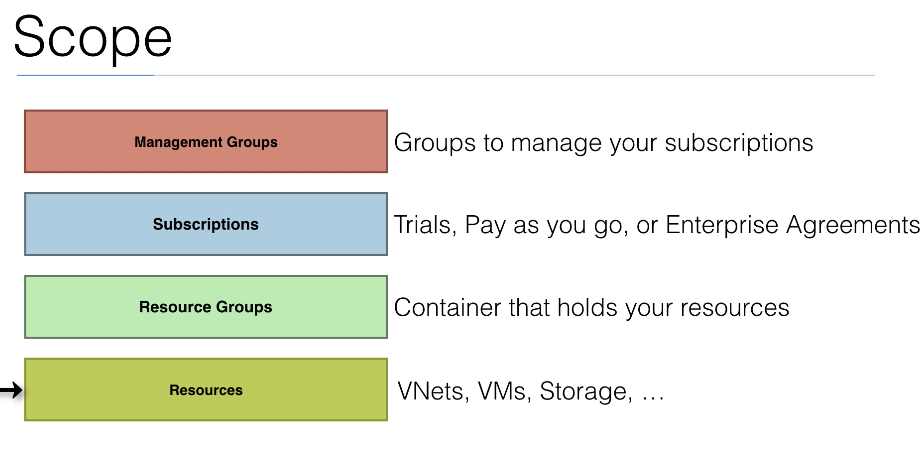 Scope
Management Groups
Groups to manage your subscriptions
Subscriptions
Trials, Pay as you go, or Enterprise Agreements
Resource Groups
Container that holds your resources
Resources
VNets, VMs, Storage, …